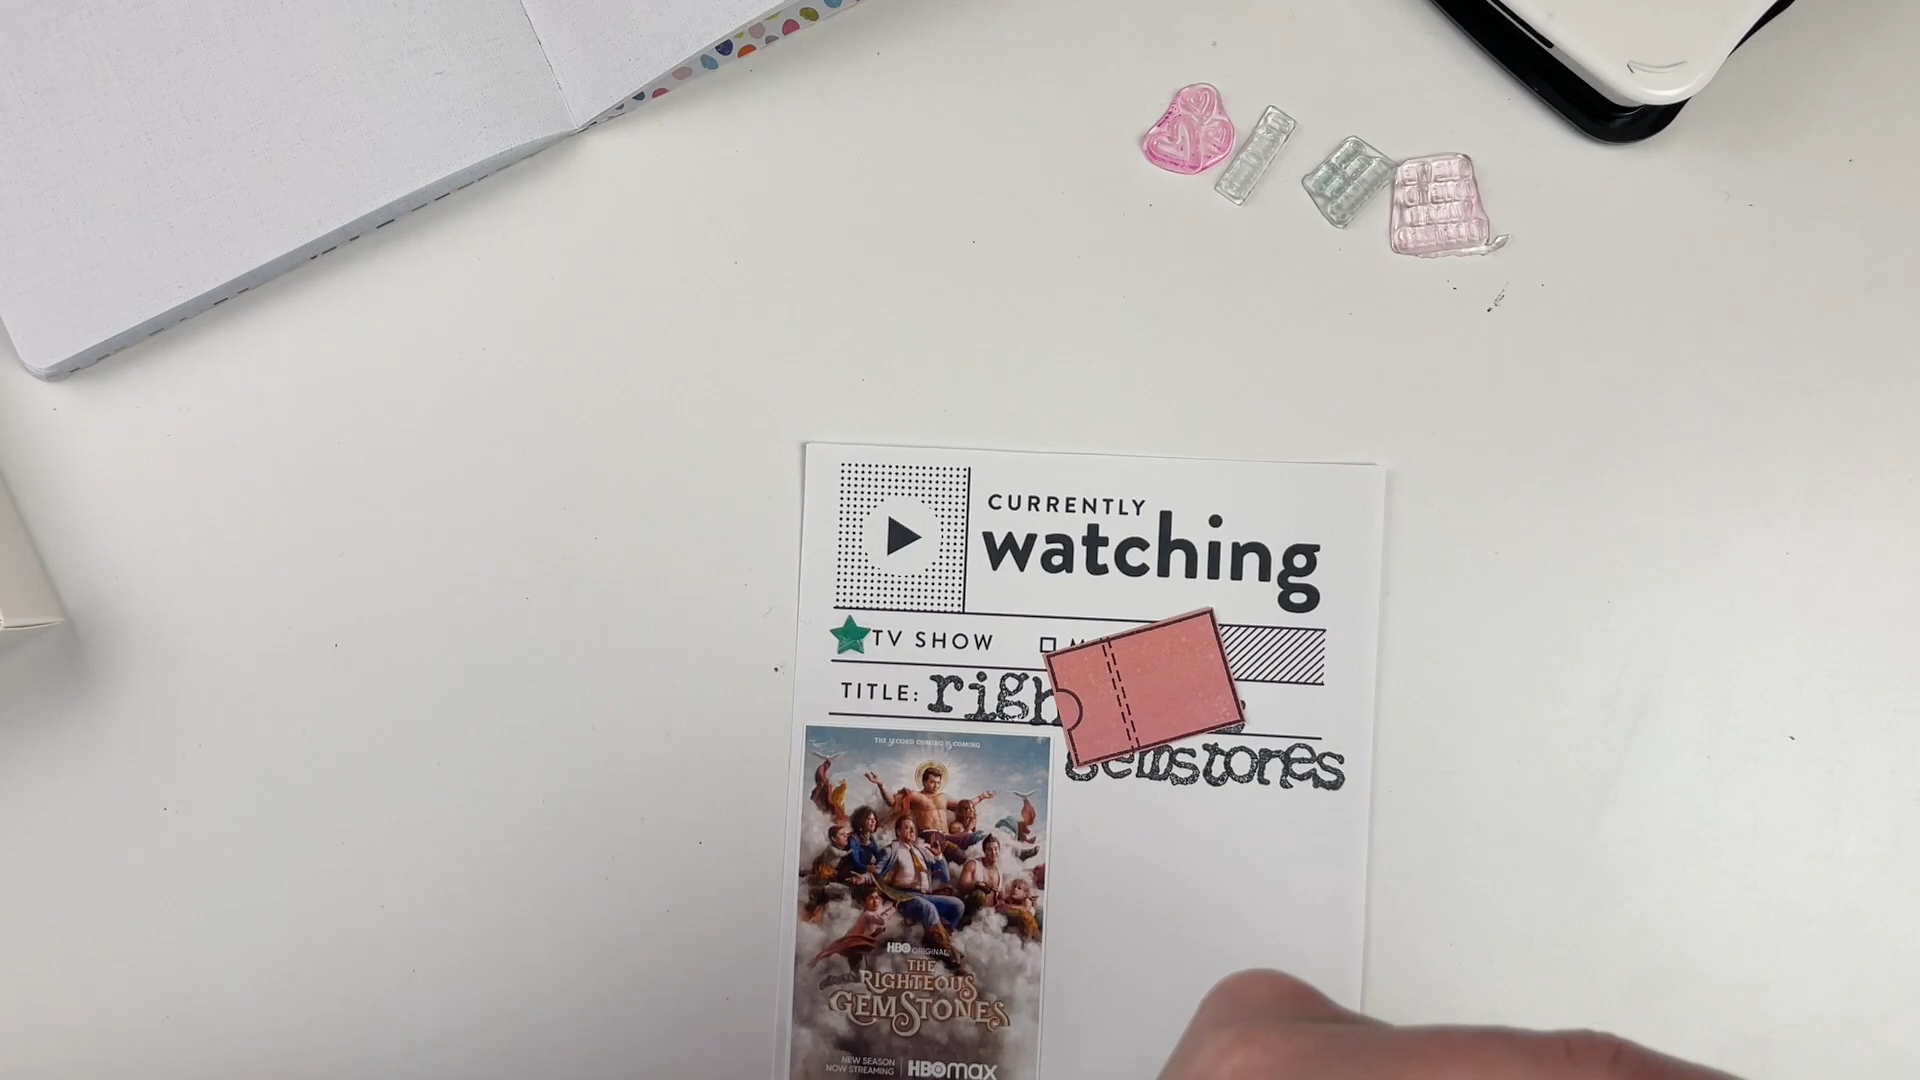 CURRENTLY
watching
TV SHOW
TITLE:
gemstones
THE SECOND COMING IS COMING
HBO ORIGINAL
THE
RIGHTEOUS
GEMSTONES
NEW SEASON
NOW STREAMING
HBOmax